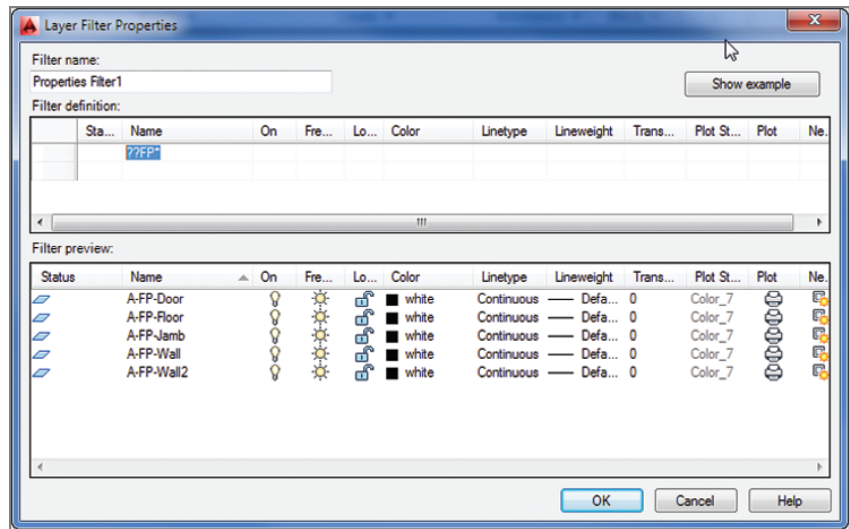 Layer Filter Properties
Filter name:
Properties Filter1
Show example
Filter definition:
Sta... Name On Fre... Lo... Color Linetype Lineweight Trans... Plot St... Plot Ne.
??FP*
Filter preview:
Status Name On Fre... Lo... Color Linetype Lineweight Trans... Plot St... Plot Ne.
A-FP-Door white Continuous Defa... 0 Color_7
A-FP-Floor white Continuous Defa... 0 Color_7
A-FP-Jamb white Continuous Defa... 0 Color_7
A-FP-Wall white Continuous Defa... 0 Color_7
A-FP-Wall2 white Continuous Defa... 0 Color_7
OK Cancel Help